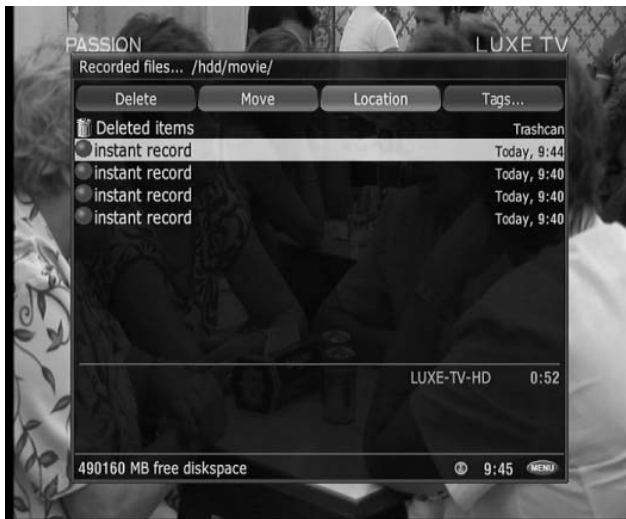 PASSION LUXE TV
Recorded files... /hdd/movie/
Delete Move Location Tags...
Deleted items Trashcan
instant record Today, 9:44
instant record Today, 9:40
instant record Today, 9:40
instant record Today, 9:40
LUXE-TV-HD 0:52
490160 MB free diskspace 9:45 MENU